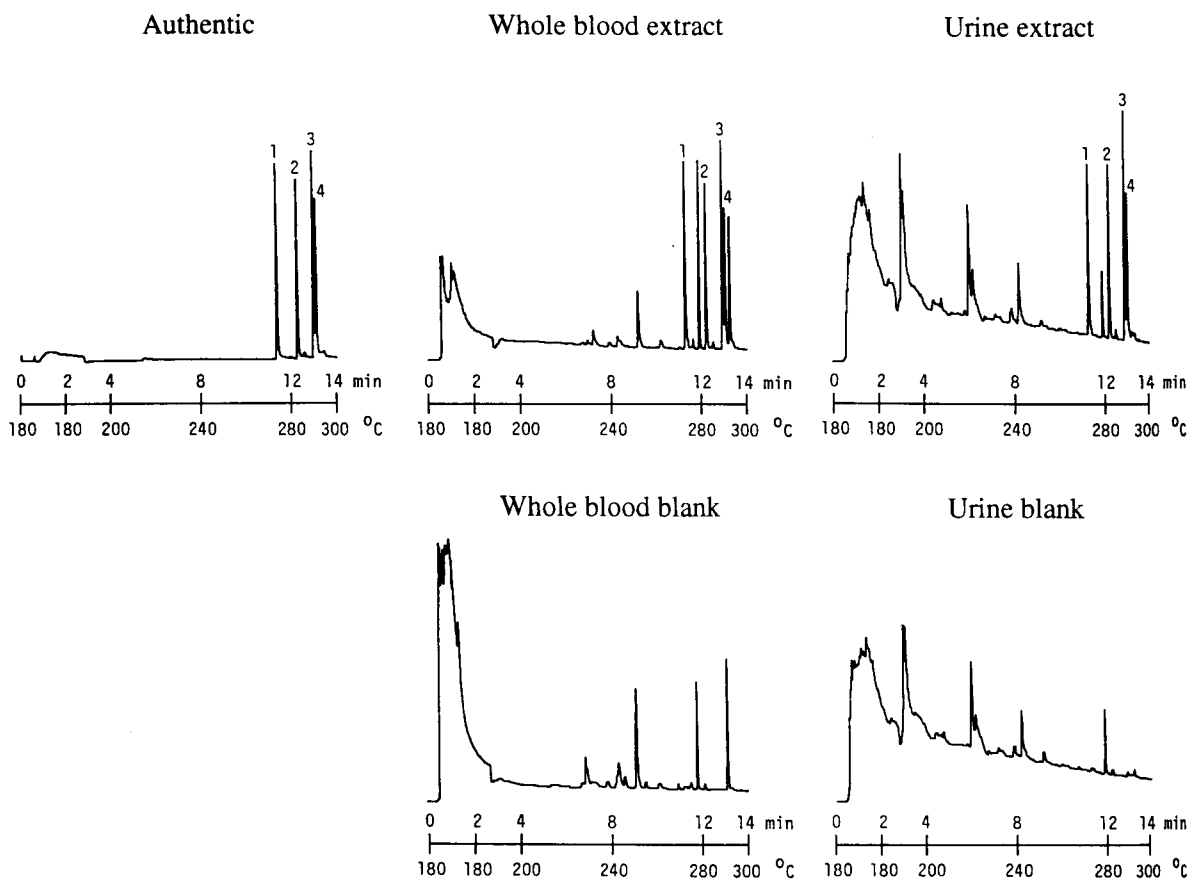 Authentic
1
2
3
4
0 2 4 8 12 14 min
180 180 200 240 280 300 °C
Whole blood extract
1
2
3
4
0 2 4 8 12 14 min
180 180 200 240 280 300 °C
Urine extract
1
2
3
4
0 2 4 8 12 14 min
180 180 200 240 280 300 °C
Whole blood blank
0 2 4 8 12 14 min
180 180 200 240 280 300 °C
Urine blank
0 2 4 8 12 14 min
180 180 200 240 280 300 °C